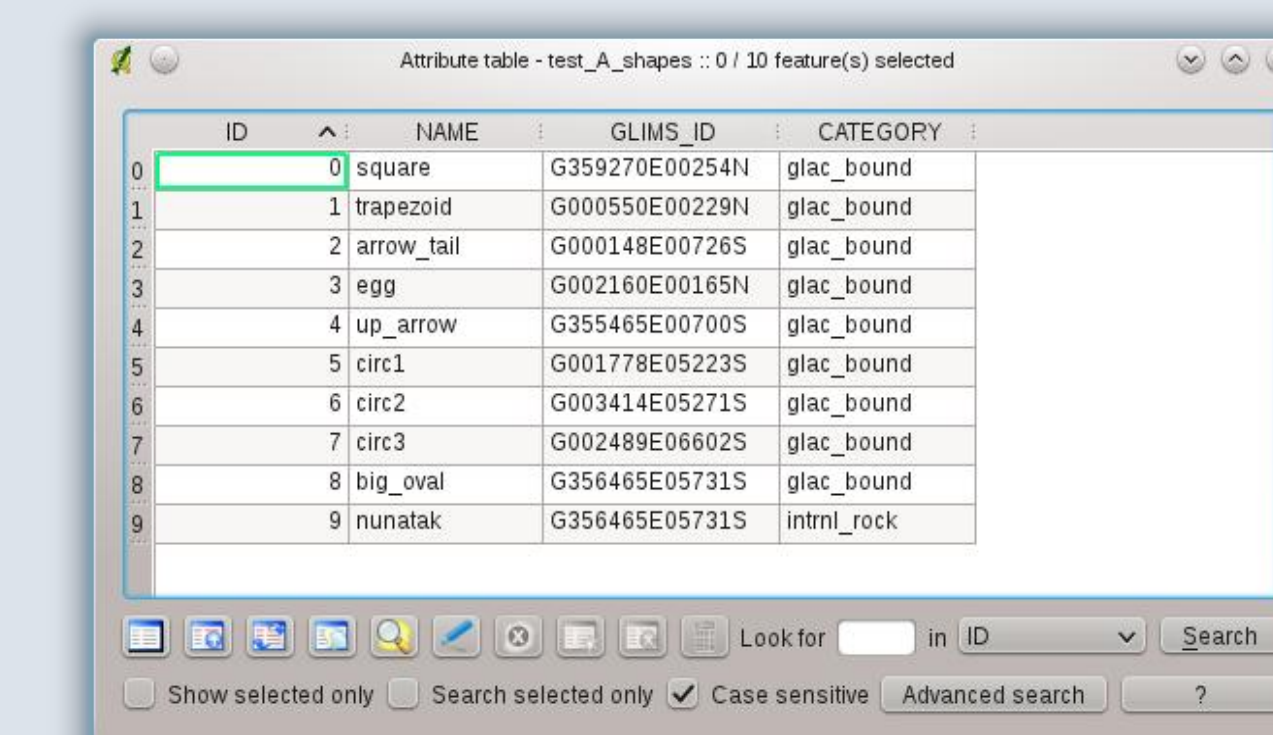 Attribute table - test_A_shapes :: 0 / 10 feature(s) selected
ID NAME GLIMS_ID CATEGORY
0 0 square G359270E00254N glac_bound
1 1 trapezoid G000550E00229N glac_bound
2 2 arrow_tail G000148E00726S glac_bound
3 3 egg G002160E00165N glac_bound
4 4 up_arrow G355465E00700S glac_bound
5 5 circ1 G001778E05223S glac_bound
6 6 circ2 G003414E05271S glac_bound
7 7 circ3 G002489E06602S glac_bound
8 8 big_oval G356465E05731S glac_bound
9 9 nunatak G356465E05731S intrnl_rock
Look for in ID Search
Show selected only Search selected only Case sensitive Advanced search ?